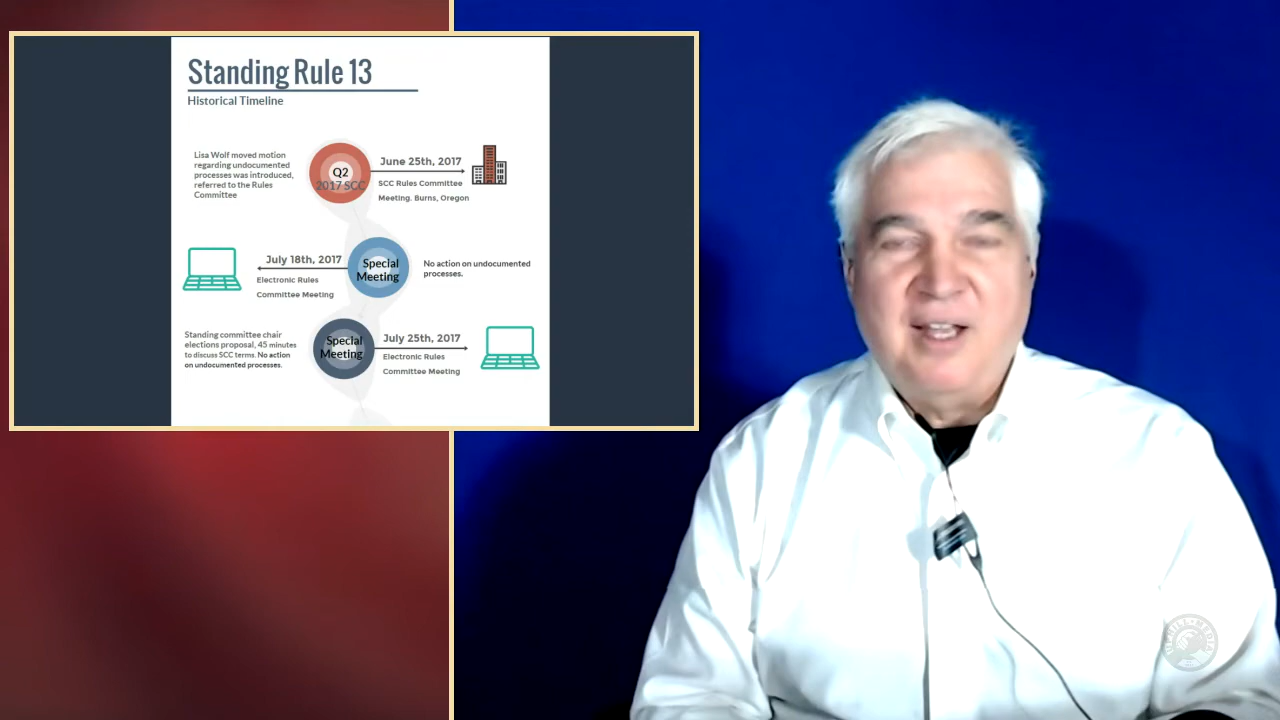 Standing Rule 13
Historical Timeline
Lisa Wolf moved motion
regarding undocumented
processes was introduced,
referred to the Rules
Committee
Q2
2017 SCC
June 25th, 2017
SCC Rules Committee
Meeting. Burns, Oregon
July 18th, 2017
Electronic Rules
Committee Meeting
Special
Meeting
No action on undocumented
processes.
Standing committee chair
elections proposal, 45 minutes
to discuss SCC terms. No action
on undocumented processes.
Special
Meeting
July 25th, 2017
Electronic Rules
Committee Meeting
MEDIA